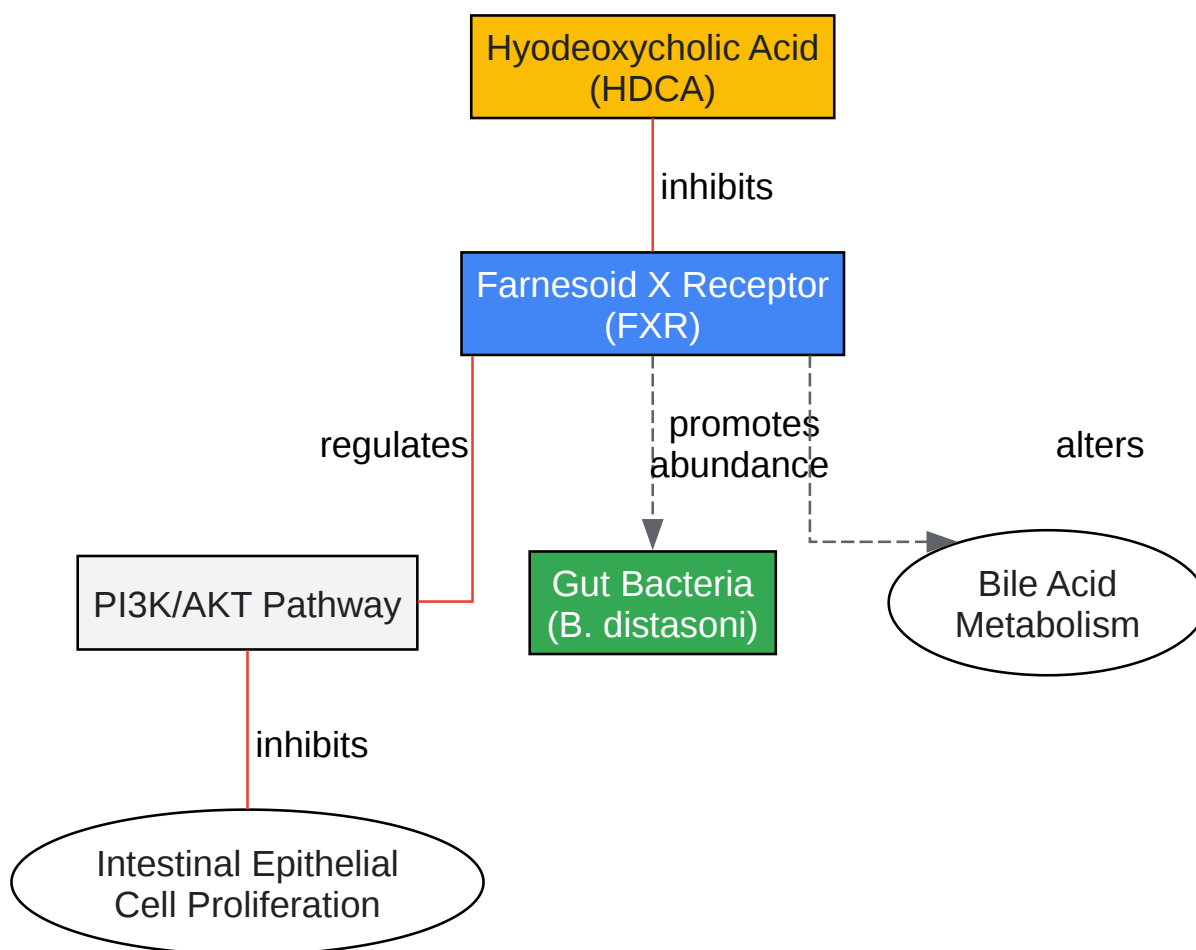 Hyodeoxycholic Acid
(HDCA)
inhibits
Farnesoid X Receptor
(FXR)
regulates
promotes
abundance
alters
PI3K/AKT Pathway
Gut Bacteria
(B. distasoni)
Bile Acid
Metabolism
inhibits
Intestinal Epithelial
Cell Proliferation